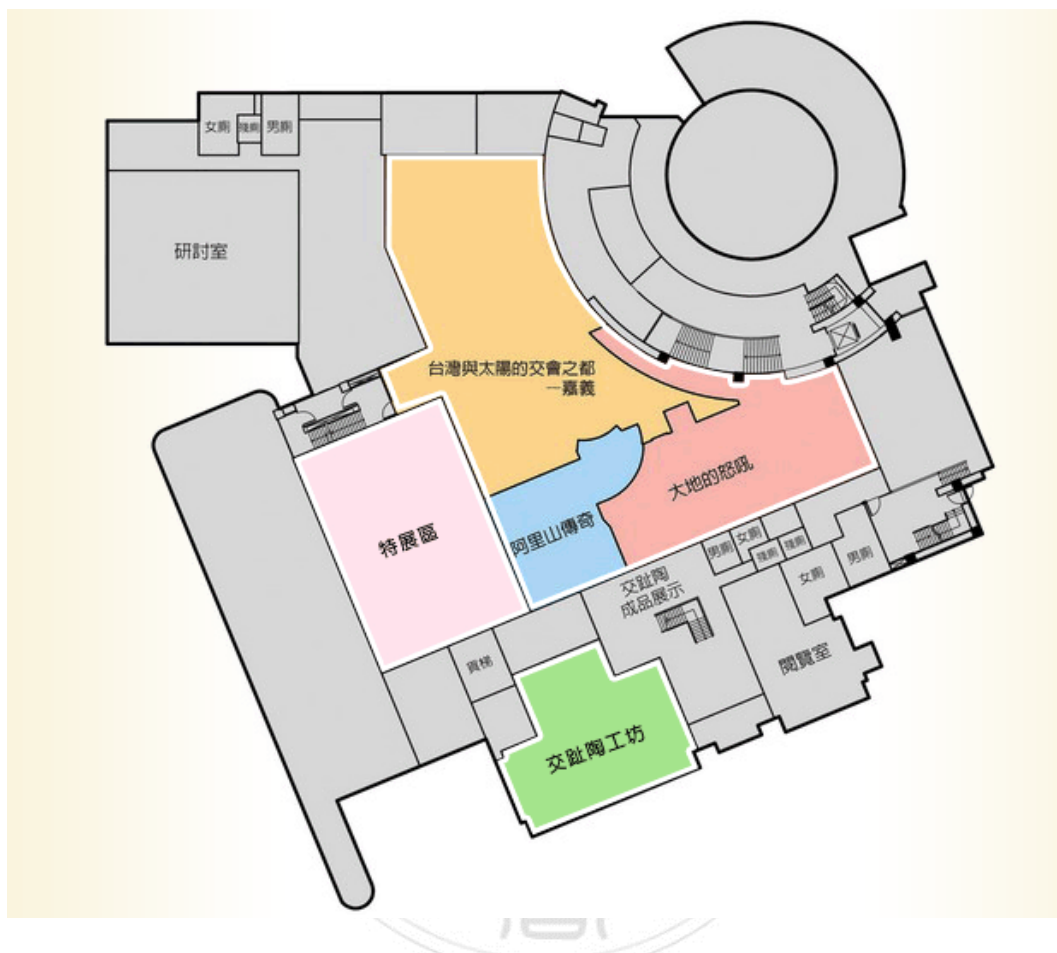 女廁
殘廁
男廁
研討室
台灣與太陽的交會之都
—嘉義
大地的怒吼
阿里山傳奇
特展區
男廁
女廁
殘廁
殘廁
男廁
女廁
交趾陶
成品展示
閱覽室
貨梯
交趾陶工坊